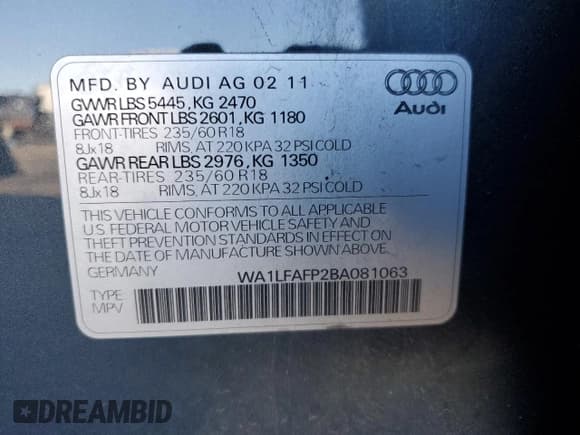 MFD. BY AUDI AG 02 11
GVWR LBS 5445, KG 2470
GAWR FRONT LBS 2601, KG 1180
FRONT-TIRES 235/60 R18
8Jx18 RIMS, AT 220 KPA 32 PSI COLD
GAWR REAR LBS 2976, KG 1350
REAR-TIRES 235/60 R18
8Jx18 RIMS, AT 220 KPA 32 PSI COLD
THIS VEHICLE CONFORMS TO ALL APPLICABLE
U.S. FEDERAL MOTOR VEHICLE SAFETY AND
THEFT PREVENTION STANDARDS IN EFFECT ON
THE DATE OF MANUFACTURE SHOWN ABOVE.
GERMANY WA1LFAFP2BA081063
TYPE
MPV
Audi
DREAMBID